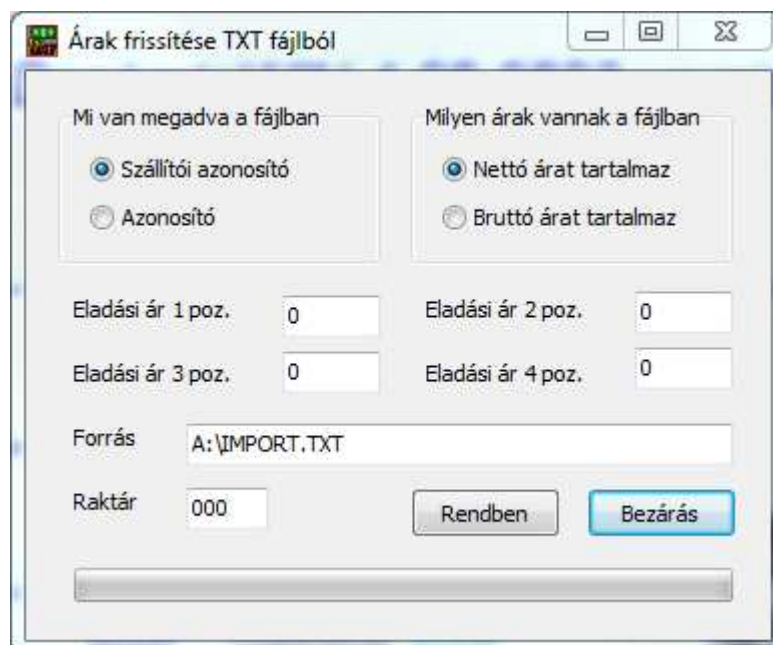 Árak frissítése TXT fájlból
Mi van megadva a fájlban
Szállítói azonosító
Azonosító
Milyen árak vannak a fájlban
Nettó árat tartalmaz
Bruttó árat tartalmaz
Eladási ár 1 poz. 0
Eladási ár 2 poz. 0
Eladási ár 3 poz. 0
Eladási ár 4 poz. 0
Forrás A:\IMPORT.TXT
Raktár 000
Rendben
Bezárás